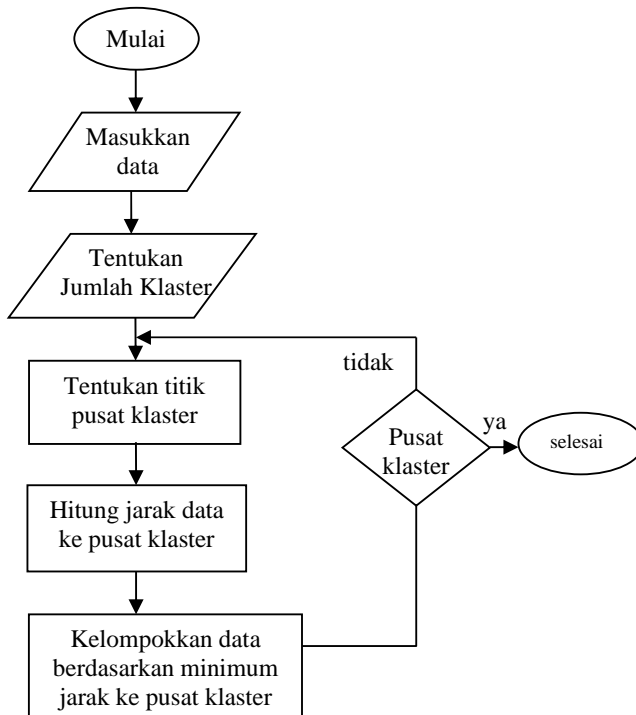 Mulai
Masukkan
data
Tentukan
Jumlah Klaster
Tentukan titik
pusat klaster
Hitung jarak data
ke pusat klaster
Kelompokkan data
berdasarkan minimum
jarak ke pusat klaster
tidak
Pusat
klaster
ya
selesai